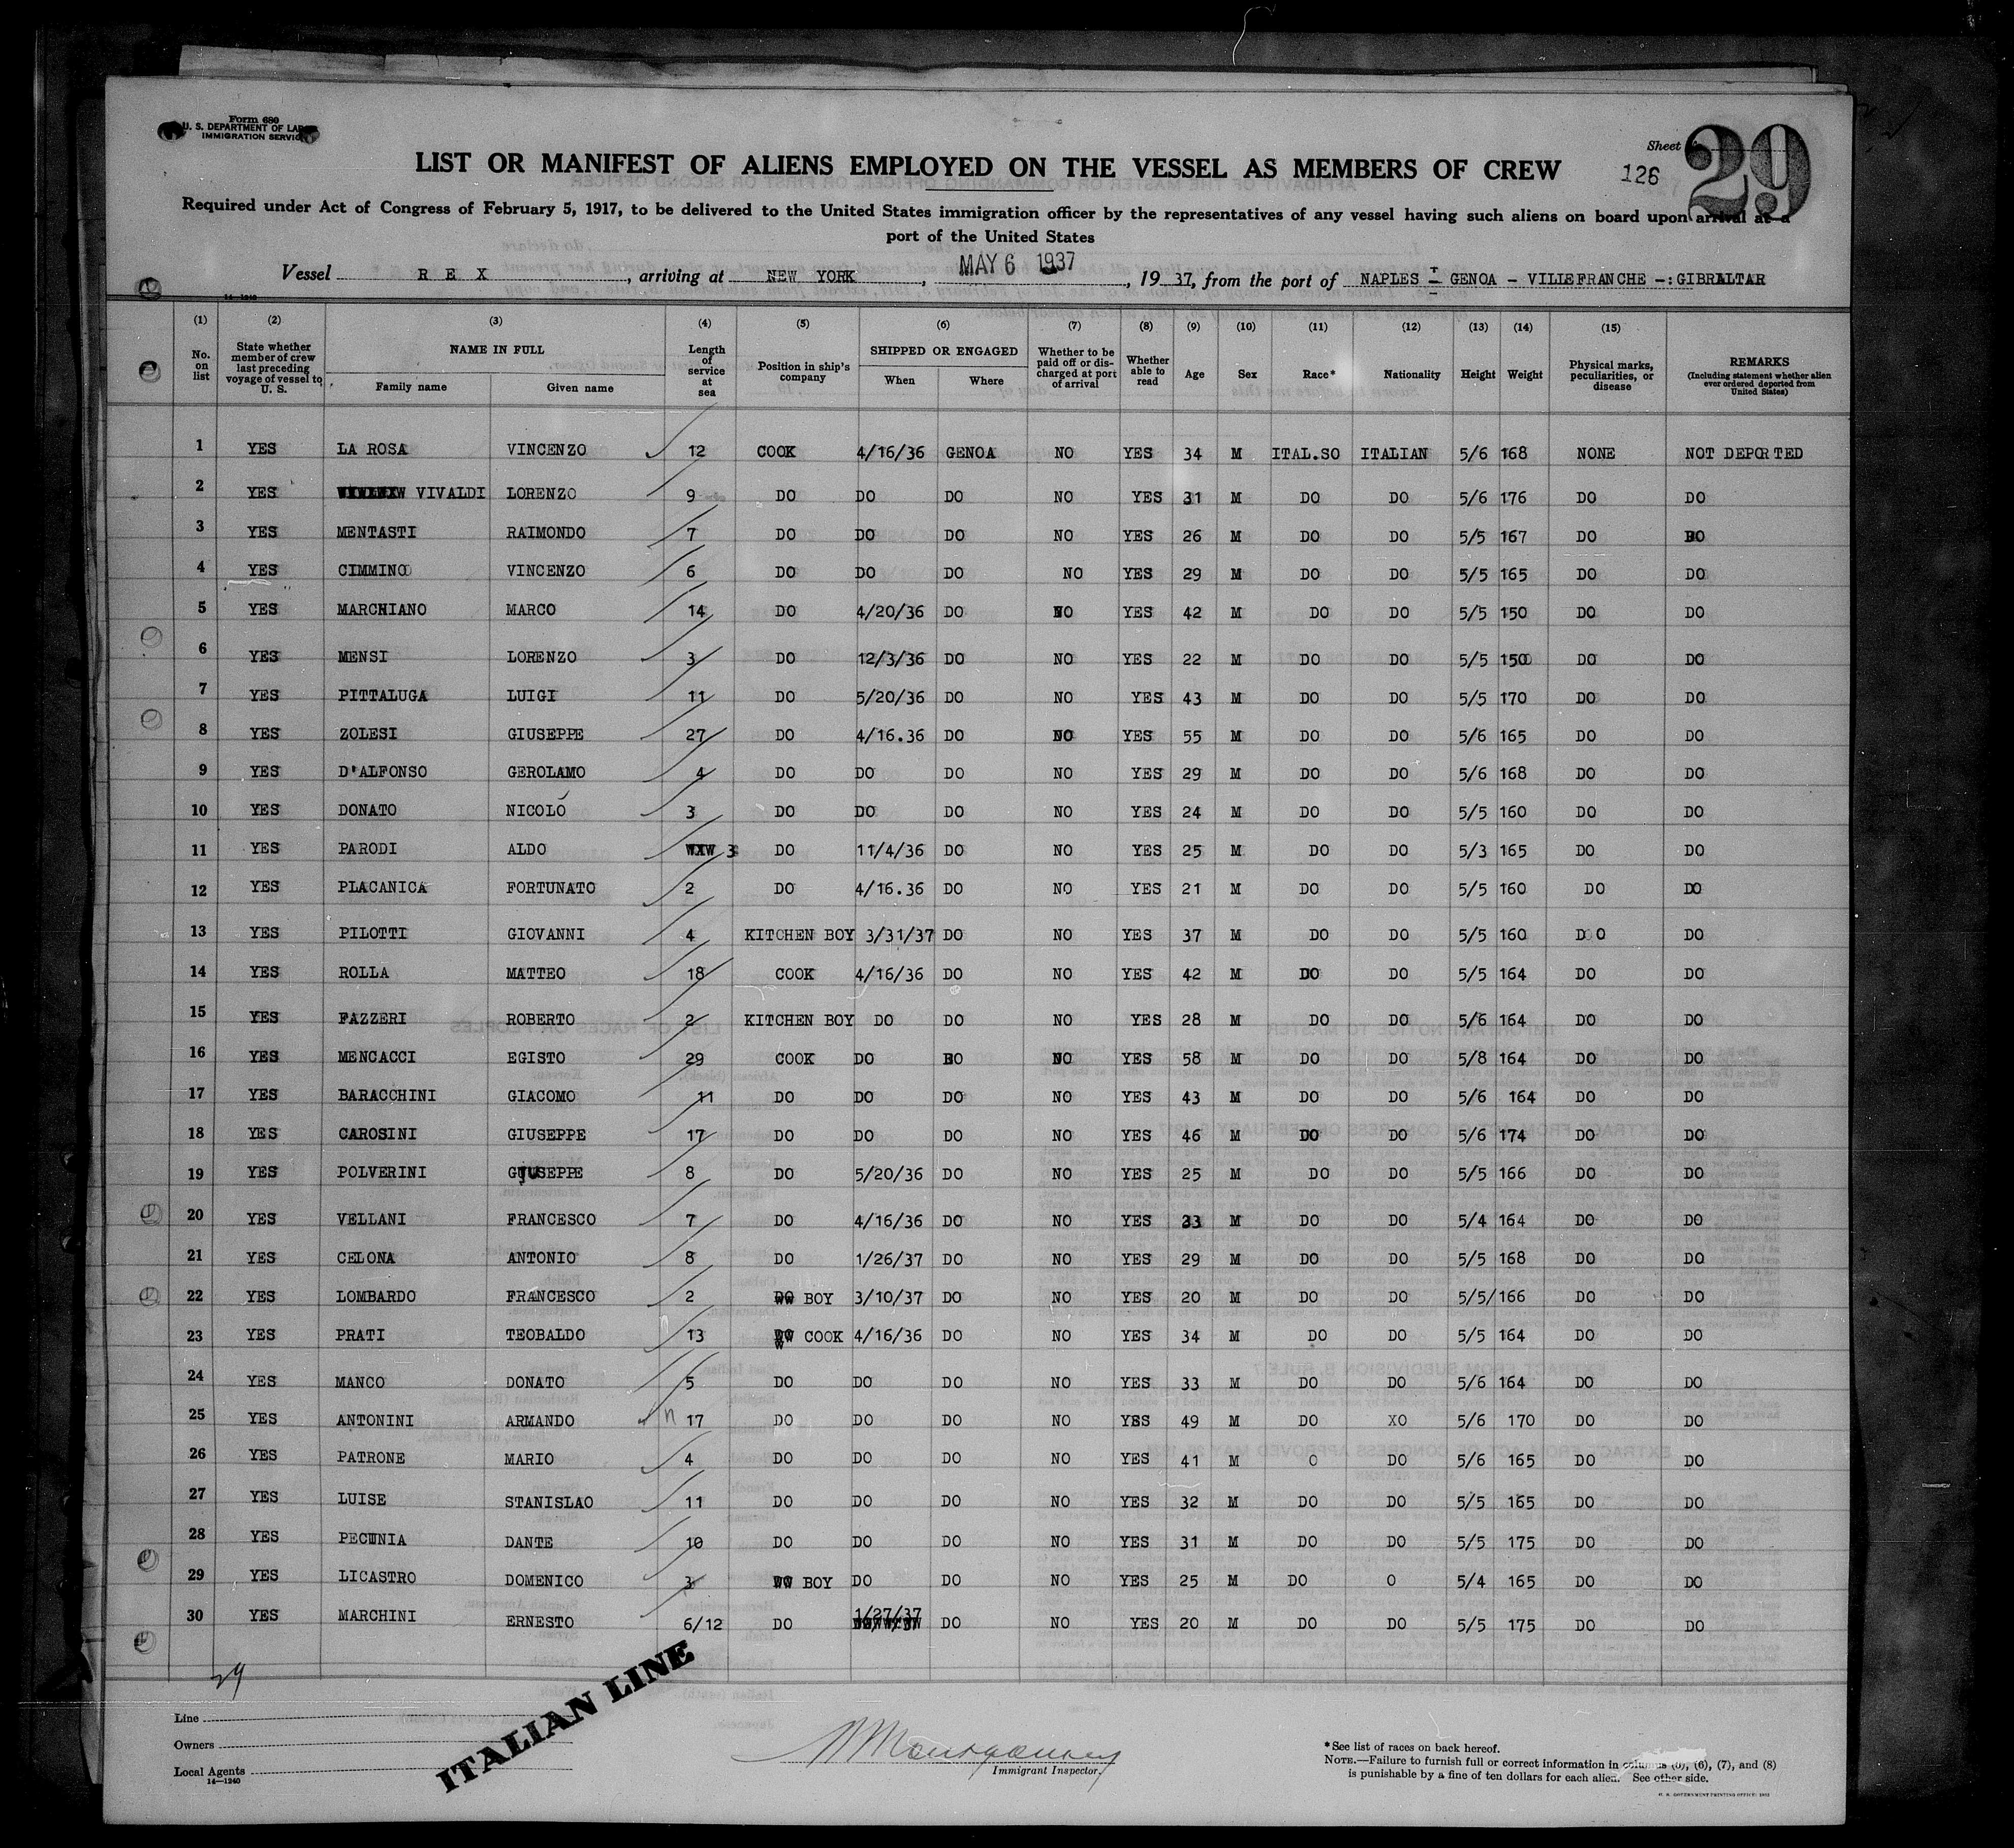 Form 680
U. S. DEPARTMENT OF LABOR
IMMIGRATION SERVICE
Sheet
29
126
LIST OR MANIFEST OF ALIENS EMPLOYED ON THE VESSEL AS MEMBERS OF CREW
Required under Act of Congress of February 5, 1917, to be delivered to the United States immigration officer by the representatives of any vessel having such aliens on board upon arrival at a
port of the United States
MAY 6 1937
Vessel R E X , arriving at NEW YORK , , 19 37, from the port of NAPLES - GENOA - VILLEFRANCHE -:GIBRALTAR
14-1240
(1) (2) (3) (4) (5) (6) (7) (8) (9) (10) (11) (12) (13) (14) (15)
No. on list State whether member of crew last preceding voyage of vessel to U. S. NAME IN FULL Family name Given name Length of service at sea Position in ship's company SHIPPED OR ENGAGED When Where Whether to be paid off or discharged at port of arrival Whether able to read Age Sex Race* Nationality Height Weight Physical marks, peculiarities, or disease REMARKS (Including statement whether alien ever ordered deported from United States)
1 YES LA ROSA VINCENZO 12 COOK 4/16/36 GENOA NO YES 34 M ITAL.SO ITALIAN 5/6 168 NONE NOT DEPORTED
2 YES VIVALDI LORENZO 9 DO DO DO NO YES 31 M DO DO 5/6 176 DO DO
3 YES MENTASTI RAIMONDO 7 DO DO DO NO YES 26 M DO DO 5/5 167 DO DO
4 YES CIMMINO VINCENZO 6 DO DO DO NO YES 29 M DO DO 5/5 165 DO DO
5 YES MARCHIANO MARCO 14 DO 4/20/36 DO NO YES 42 M DO DO 5/5 150 DO DO
6 YES MENSI LORENZO 3 DO 12/3/36 DO NO YES 22 M DO DO 5/5 150 DO DO
7 YES PITTALUGA LUIGI 11 DO 5/20/36 DO NO YES 43 M DO DO 5/5 170 DO DO
8 YES ZOLESI GIUSEPPE 27 DO 4/16.36 DO NO YES 55 M DO DO 5/6 165 DO DO
9 YES D'ALFONSO GEROLAMO 4 DO DO DO NO YES 29 M DO DO 5/6 168 DO DO
10 YES DONATO NICOLÓ 3 DO DO DO NO YES 24 M DO DO 5/5 160 DO DO
11 YES PARODI ALDO 3 DO 11/4/36 DO NO YES 25 M DO DO 5/3 165 DO DO
12 YES PLACANICA FORTUNATO 2 DO 4/16.36 DO NO YES 21 M DO DO 5/5 160 DO DO
13 YES PILOTTI GIOVANNI 4 KITCHEN BOY 3/31/37 DO NO YES 37 M DO DO 5/5 160 DO DO
14 YES ROLLA MATTEO 18 COOK 4/16/36 DO NO YES 42 M DO DO 5/5 164 DO DO
15 YES FAZZERI ROBERTO 2 KITCHEN BOY DO DO NO YES 28 M DO DO 5/6 164 DO DO
16 YES MENCACCI EGISTO 29 COOK DO DO NO YES 58 M DO DO 5/8 164 DO DO
17 YES BARACCHINI GIACOMO 11 DO DO DO NO YES 43 M DO DO 5/6 164 DO DO
18 YES CAROSINI GIUSEPPE 17 DO DO DO NO YES 46 M DO DO 5/6 174 DO DO
19 YES POLVERINI GIUSEPPE 8 DO 5/20/36 DO NO YES 25 M DO DO 5/5 166 DO DO
20 YES VELLANI FRANCESCO 7 DO 4/16/36 DO NO YES 33 M DO DO 5/4 164 DO DO
21 YES CELONA ANTONIO 8 DO 1/26/37 DO NO YES 29 M DO DO 5/5 168 DO DO
22 YES LOMBARDO FRANCESCO 2 BOY 3/10/37 DO NO YES 20 M DO DO 5/5/ 166 DO DO
23 YES PRATI TEOBALDO 13 COOK 4/16/36 DO NO YES 34 M DO DO 5/5 164 DO DO
24 YES MANCO DONATO 5 DO DO DO NO YES 33 M DO DO 5/6 164 DO DO
25 YES ANTONINI ARMANDO n 17 DO DO DO NO YES 49 M DO XO 5/6 170 DO DO
26 YES PATRONE MARIO 4 DO DO DO NO YES 41 M O DO 5/6 165 DO DO
27 YES LUISE STANISLAO 11 DO DO DO NO YES 32 M DO DO 5/5 165 DO DO
28 YES PECUNIA DANTE 10 DO DO DO NO YES 31 M DO DO 5/5 175 DO DO
29 YES LICASTRO DOMENICO 3 BOY DO DO NO YES 25 M DO O 5/4 165 DO DO
30 YES MARCHINI ERNESTO 6/12 DO 1/27/37 DO NO YES 20 M DO DO 5/5 175 DO DO
29
Line
Owners
Local Agents
14-1240
ITALIAN LINE
Immigrant Inspector.
*See list of races on back hereof.
NOTE.—Failure to furnish full or correct information in columns (5), (6), (7), and (8)
is punishable by a fine of ten dollars for each alien. See other side.
U. S. GOVERNMENT PRINTING OFFICE: